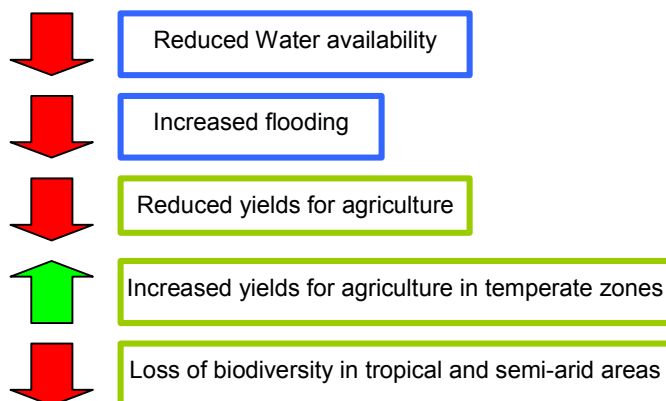 Reduced Water availability
Increased flooding
Reduced yields for agriculture
Increased yields for agriculture in temperate zones
Loss of biodiversity in tropical and semi-arid areas